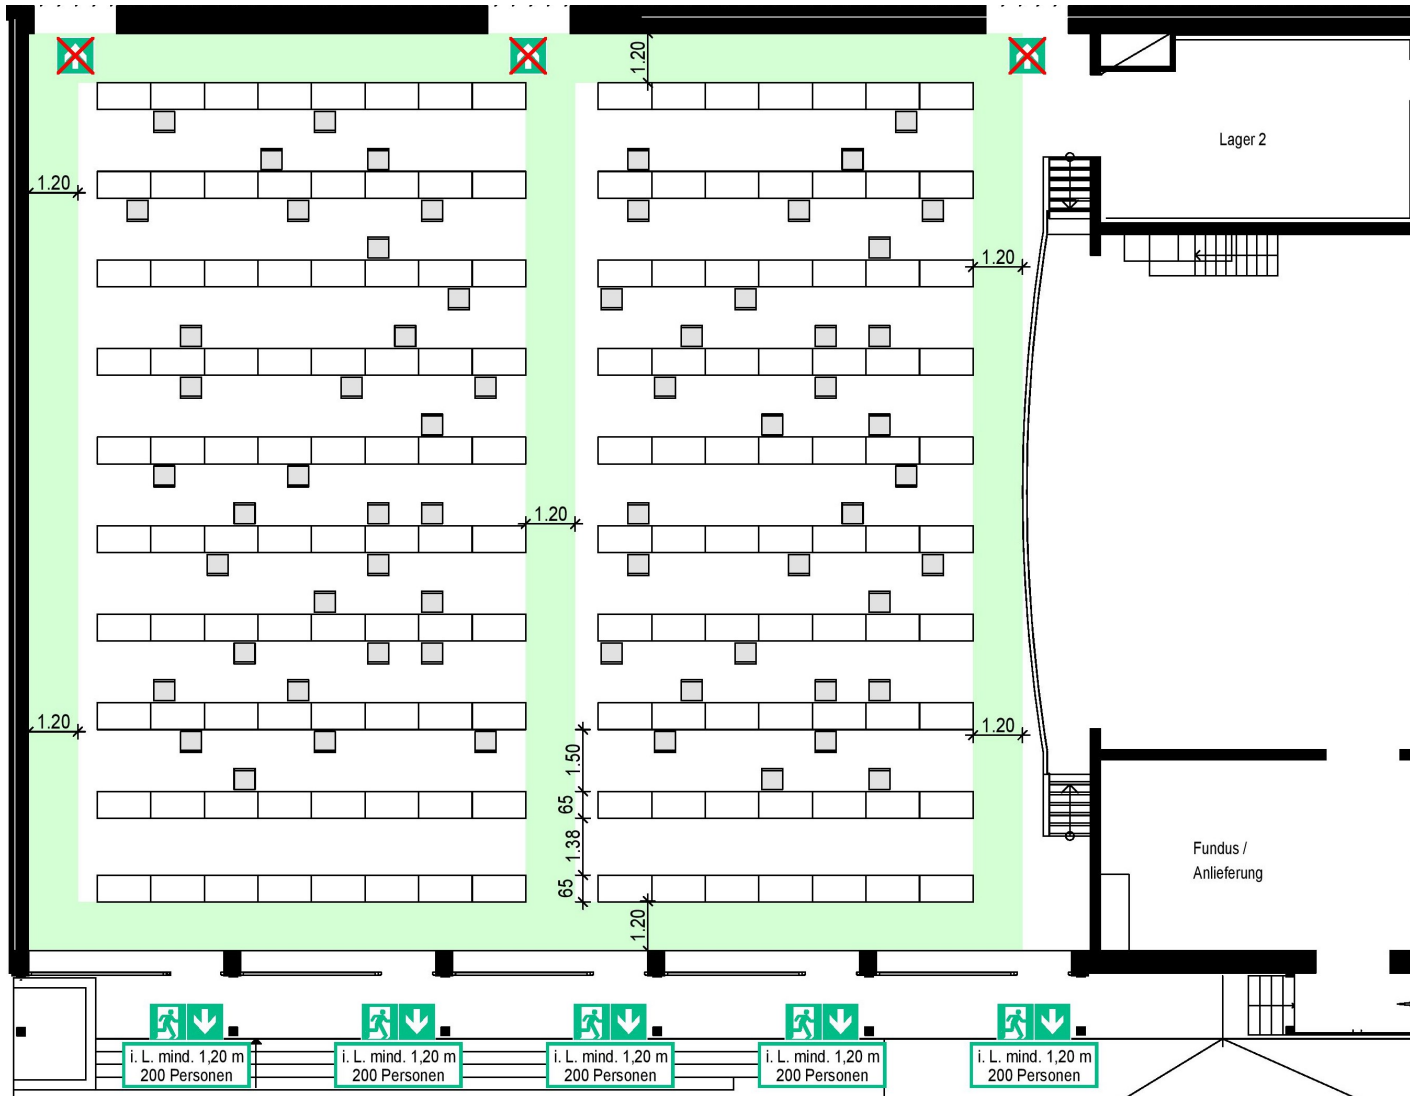 1.20
Lager 2
1.20
1.20
1.20
1.20
1.20
1.50
65
1.38
65
Fundus /
Anlieferung
1.20
i. L. mind. 1,20 m
200 Personen
i. L. mind. 1,20 m
200 Personen
i. L. mind. 1,20 m
200 Personen
i. L. mind. 1,20 m
200 Personen
i. L. mind. 1,20 m
200 Personen